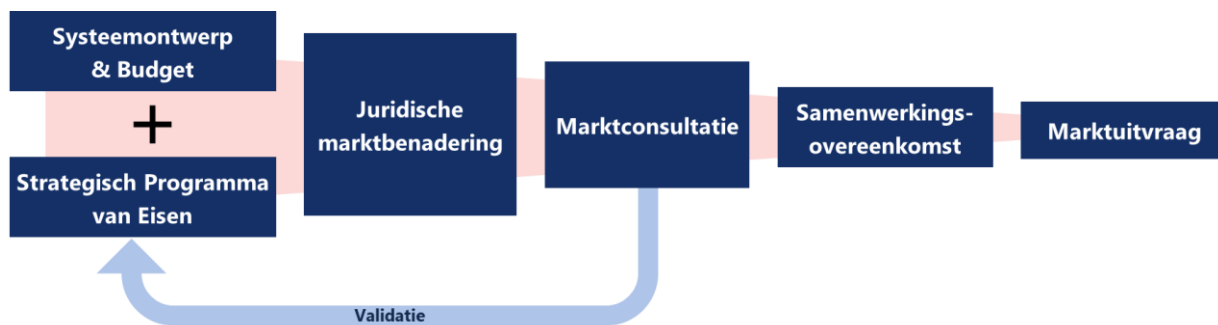 Systeemontwerp
& Budget
+
Strategisch Programma
van Eisen
Juridische
marktbenadering
Marktconsultatie
Samenwerkings-
overeenkomst
Marktuitvraag
Validatie